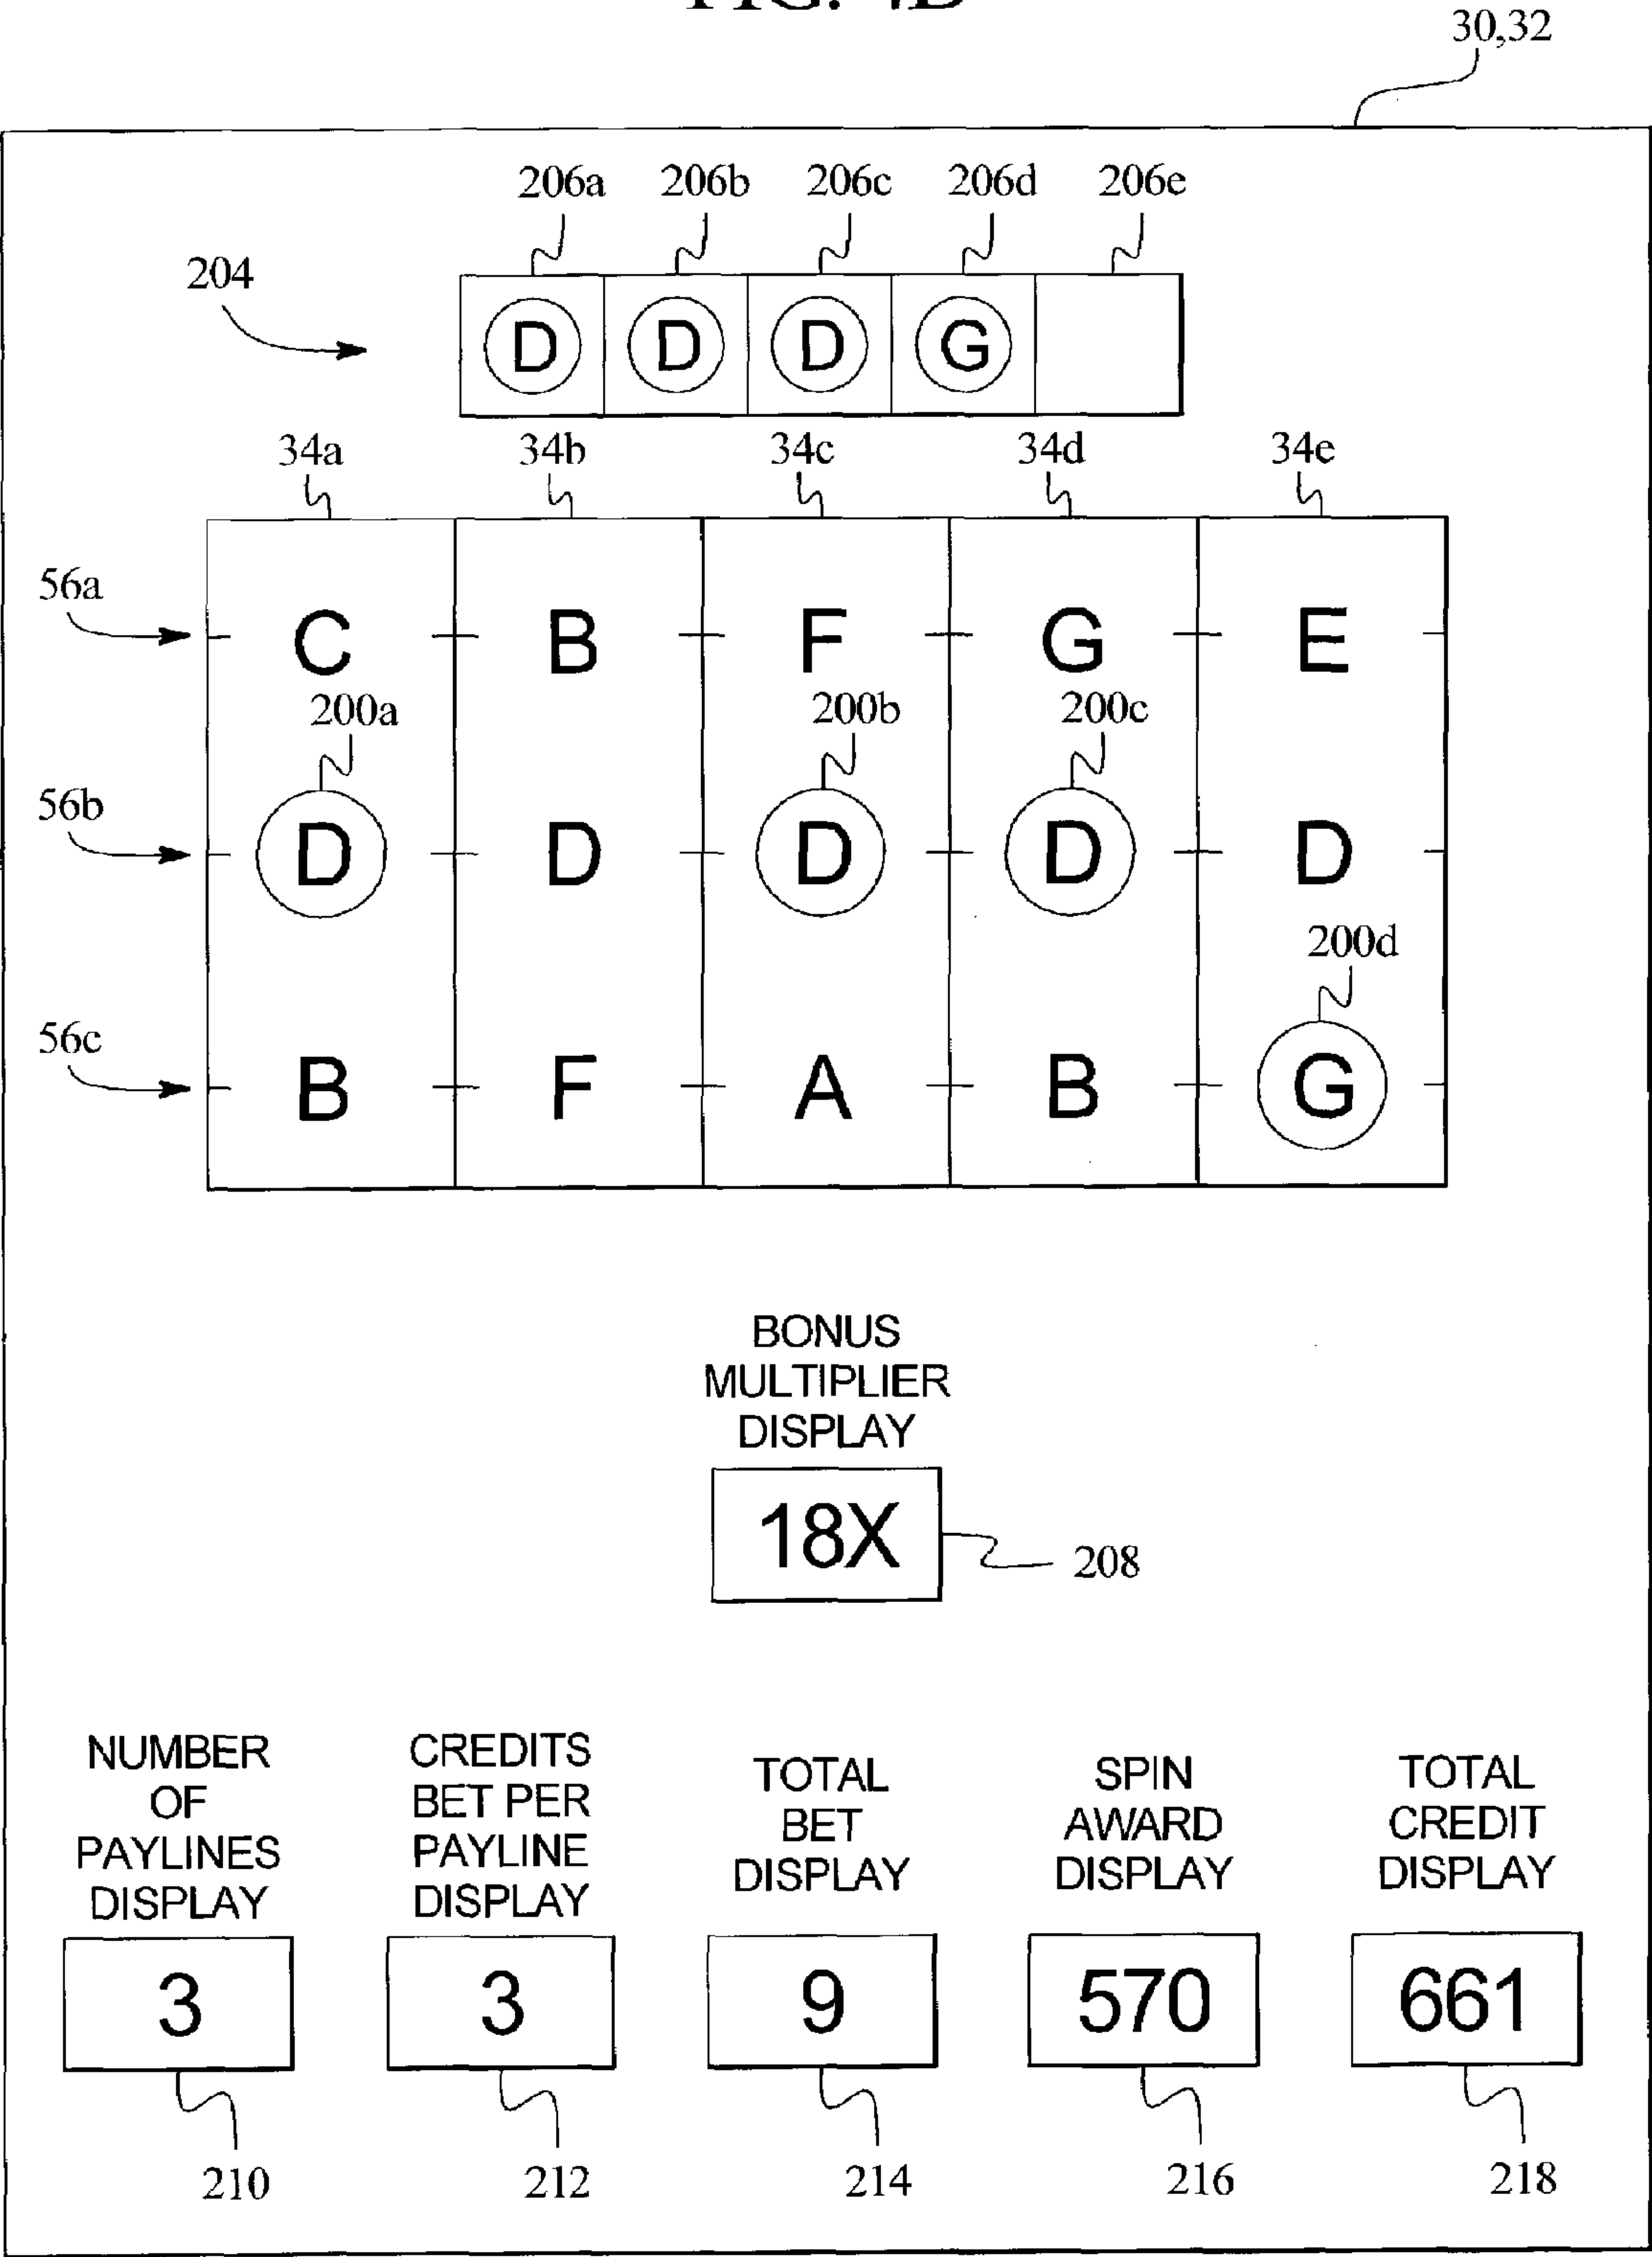 FIG. 4D
30,32
206a 206b 206c 206d 206e
204
D D D G
34a 34b 34c 34d 34e
56a
C B F G E
200a 200b 200c
56b
D D D D D
200d
56c
B F A B G
BONUS
MULTIPLIER
DISPLAY
18X
208
NUMBER
OF
PAYLINES
DISPLAY
3
210
CREDITS
BET PER
PAYLINE
DISPLAY
3
212
TOTAL
BET
DISPLAY
9
214
SPIN
AWARD
DISPLAY
570
216
TOTAL
CREDIT
DISPLAY
661
218